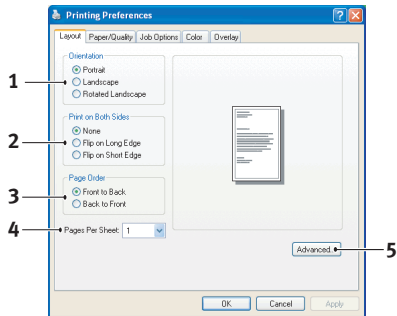 Printing Preferences
Layout Paper/Quality Job Options Color Overlay
Orientation
Portrait
1 Landscape
Rotated Landscape
Print on Both Sides
None
2 Flip on Long Edge
Flip on Short Edge
Page Order
Front to Back
3 Back to Front
4 Pages Per Sheet: 1
Advanced... 5
OK Cancel Apply